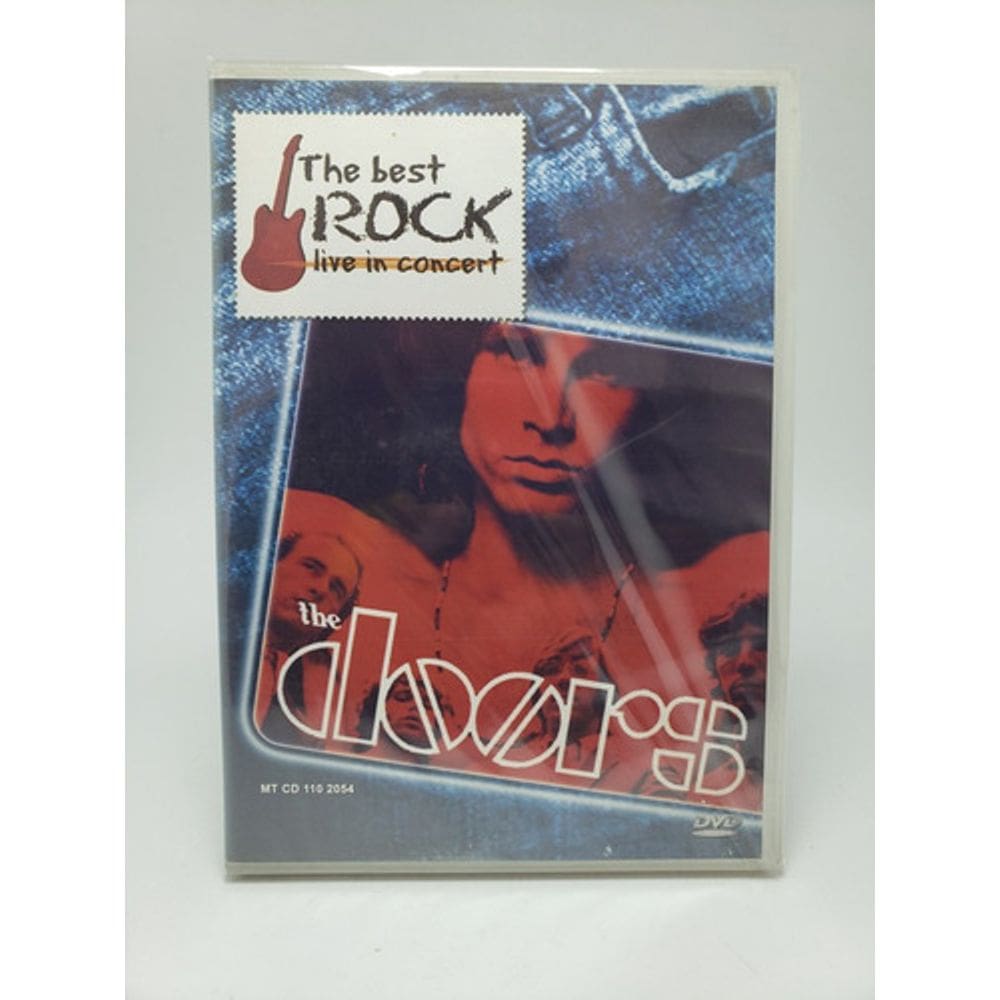 The best
ROCK
live in concert
the
doors
MT CD 110 2054
DVD